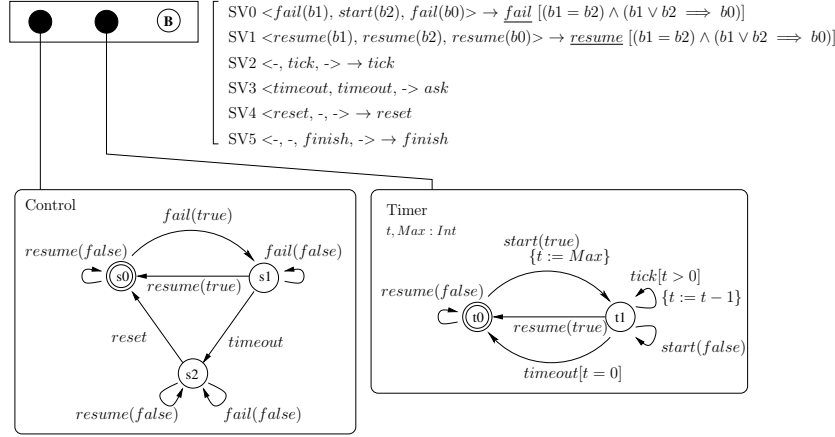 B
SV0 <fail(b1), start(b2), fail(b0)> → fail [(b1 = b2) ∧ (b1 ∨ b2 ⟹ b0)]
SV1 <resume(b1), resume(b2), resume(b0)> → resume [(b1 = b2) ∧ (b1 ∨ b2 ⟹ b0)]
SV2 <-, tick, -> → tick
SV3 <timeout, timeout, -> ask
SV4 <reset, -, -> → reset
SV5 <-, -, finish, -> → finish
Control
fail(true)
resume(false)
fail(false)
s0
s1
resume(true)
reset
timeout
s2
resume(false)
fail(false)
Timer
t, Max : Int
start(true)
{t := Max}
tick[t > 0]
{t := t − 1}
resume(false)
t0
t1
resume(true)
start(false)
timeout[t = 0]